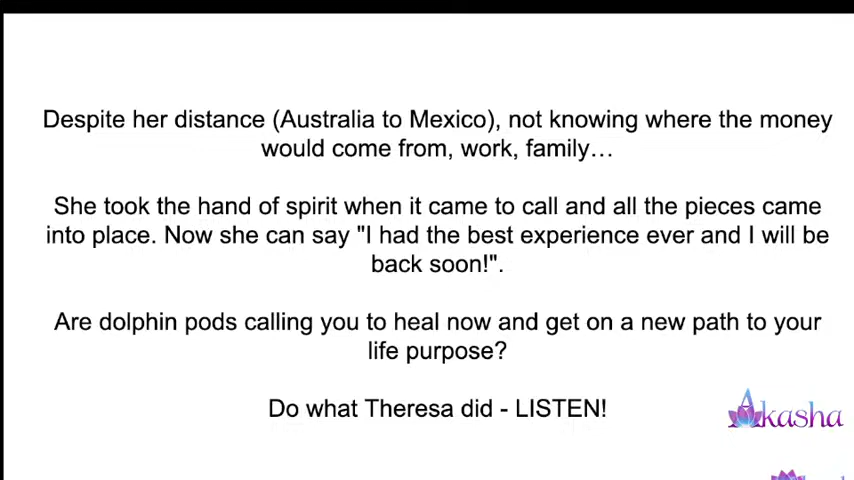 Despite her distance (Australia to Mexico), not knowing where the money
would come from, work, family…
She took the hand of spirit when it came to call and all the pieces came
into place. Now she can say "I had the best experience ever and I will be
back soon!".
Are dolphin pods calling you to heal now and get on a new path to your
life purpose?
Do what Theresa did - LISTEN!
Akasha